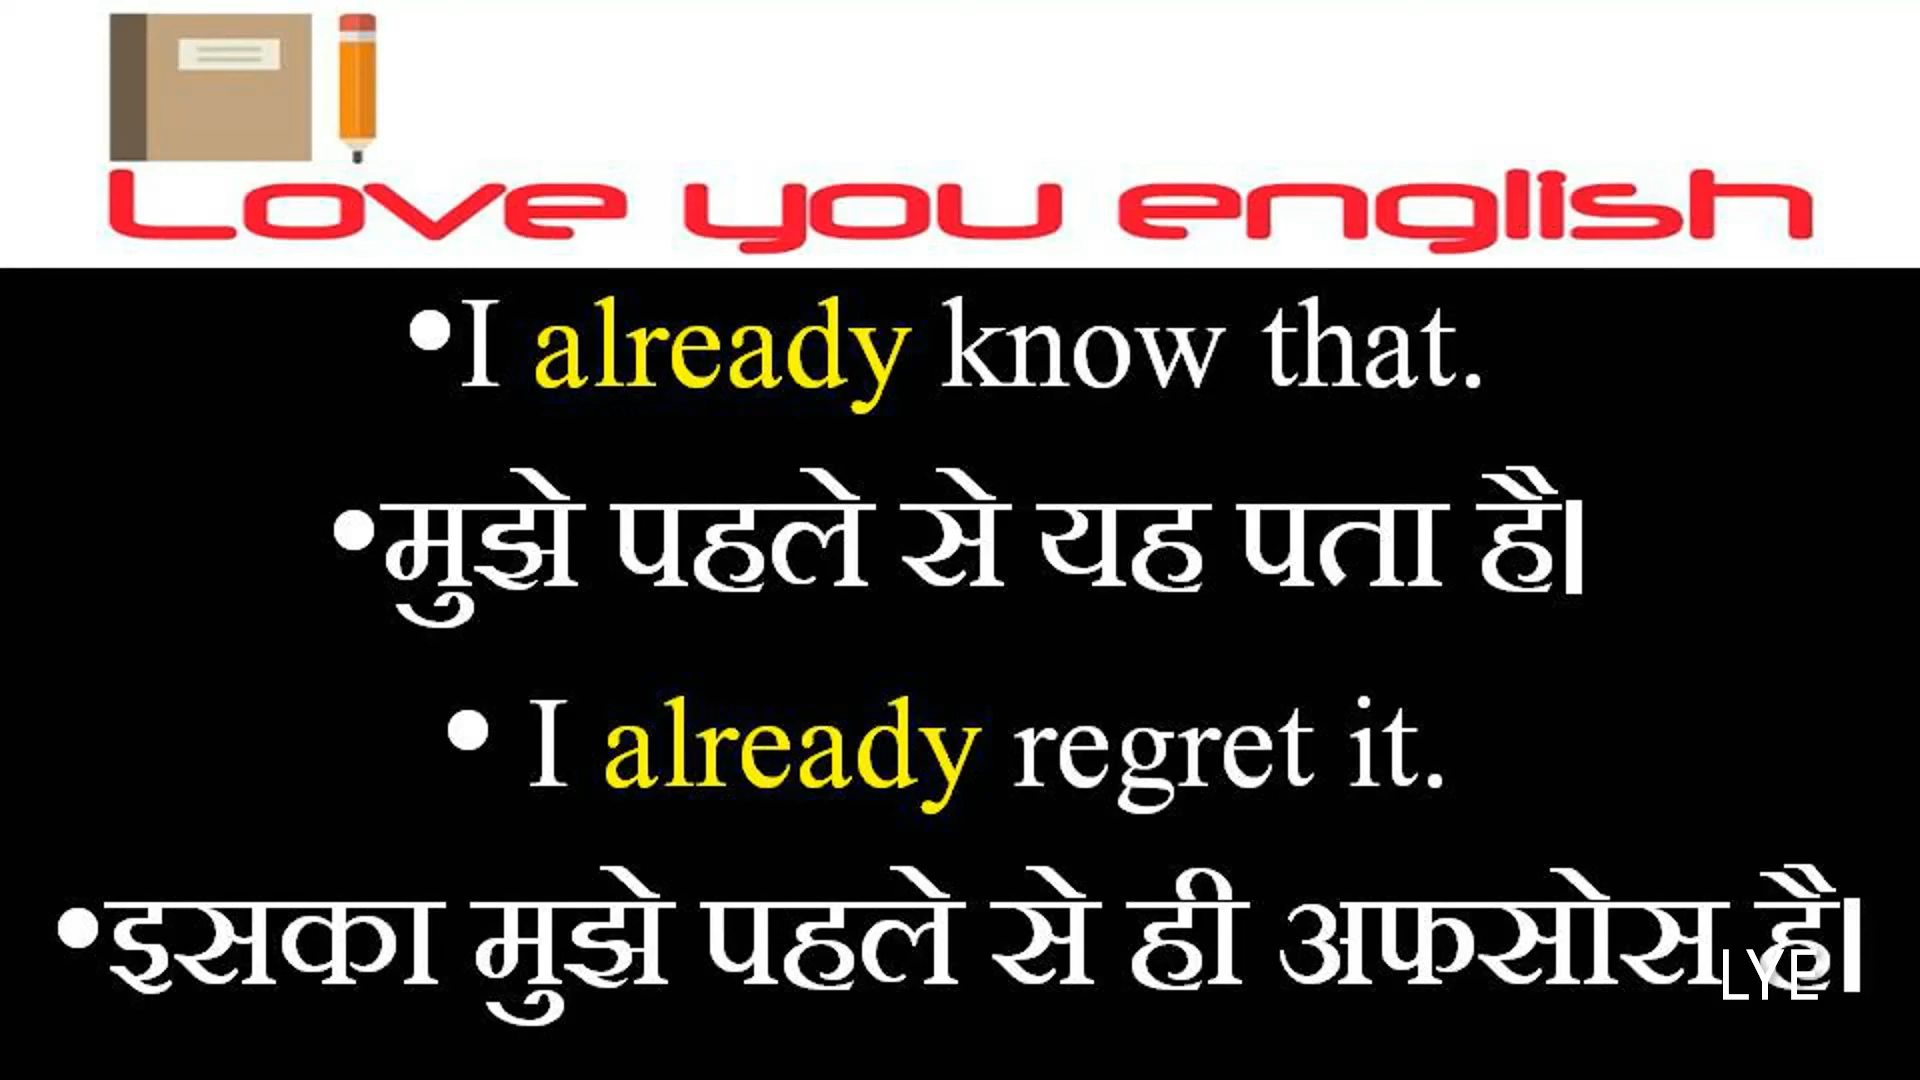 Love you english
•I already know that.
•मुझे पहले से यह पता है।
• I already regret it.
•इसका मुझे पहले से ही अफसोस है।
LYE